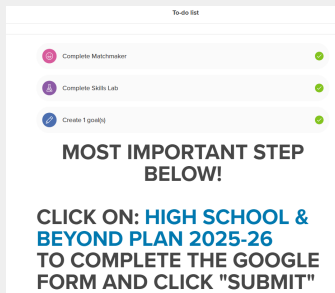 To-do list
Complete Matchmaker
Complete Skills Lab
Create 1 goal(s)
MOST IMPORTANT STEP
BELOW!
CLICK ON: HIGH SCHOOL &
BEYOND PLAN 2025-26
TO COMPLETE THE GOOGLE
FORM AND CLICK "SUBMIT"